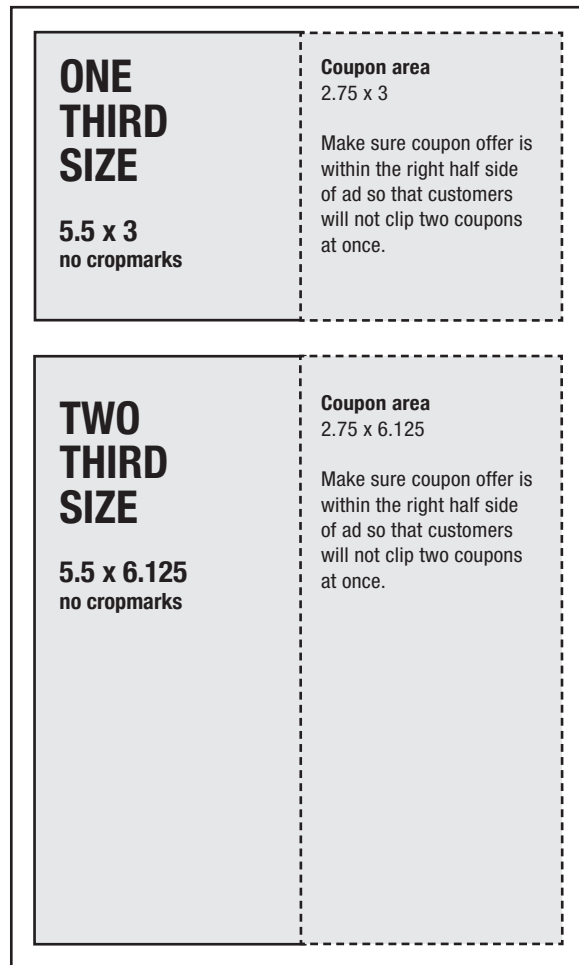 ONE
THIRD
SIZE
5.5 x 3
no cropmarks
Coupon area
2.75 x 3
Make sure coupon offer is
within the right half side
of ad so that customers
will not clip two coupons
at once.
TWO
THIRD
SIZE
5.5 x 6.125
no cropmarks
Coupon area
2.75 x 6.125
Make sure coupon offer is
within the right half side
of ad so that customers
will not clip two coupons
at once.